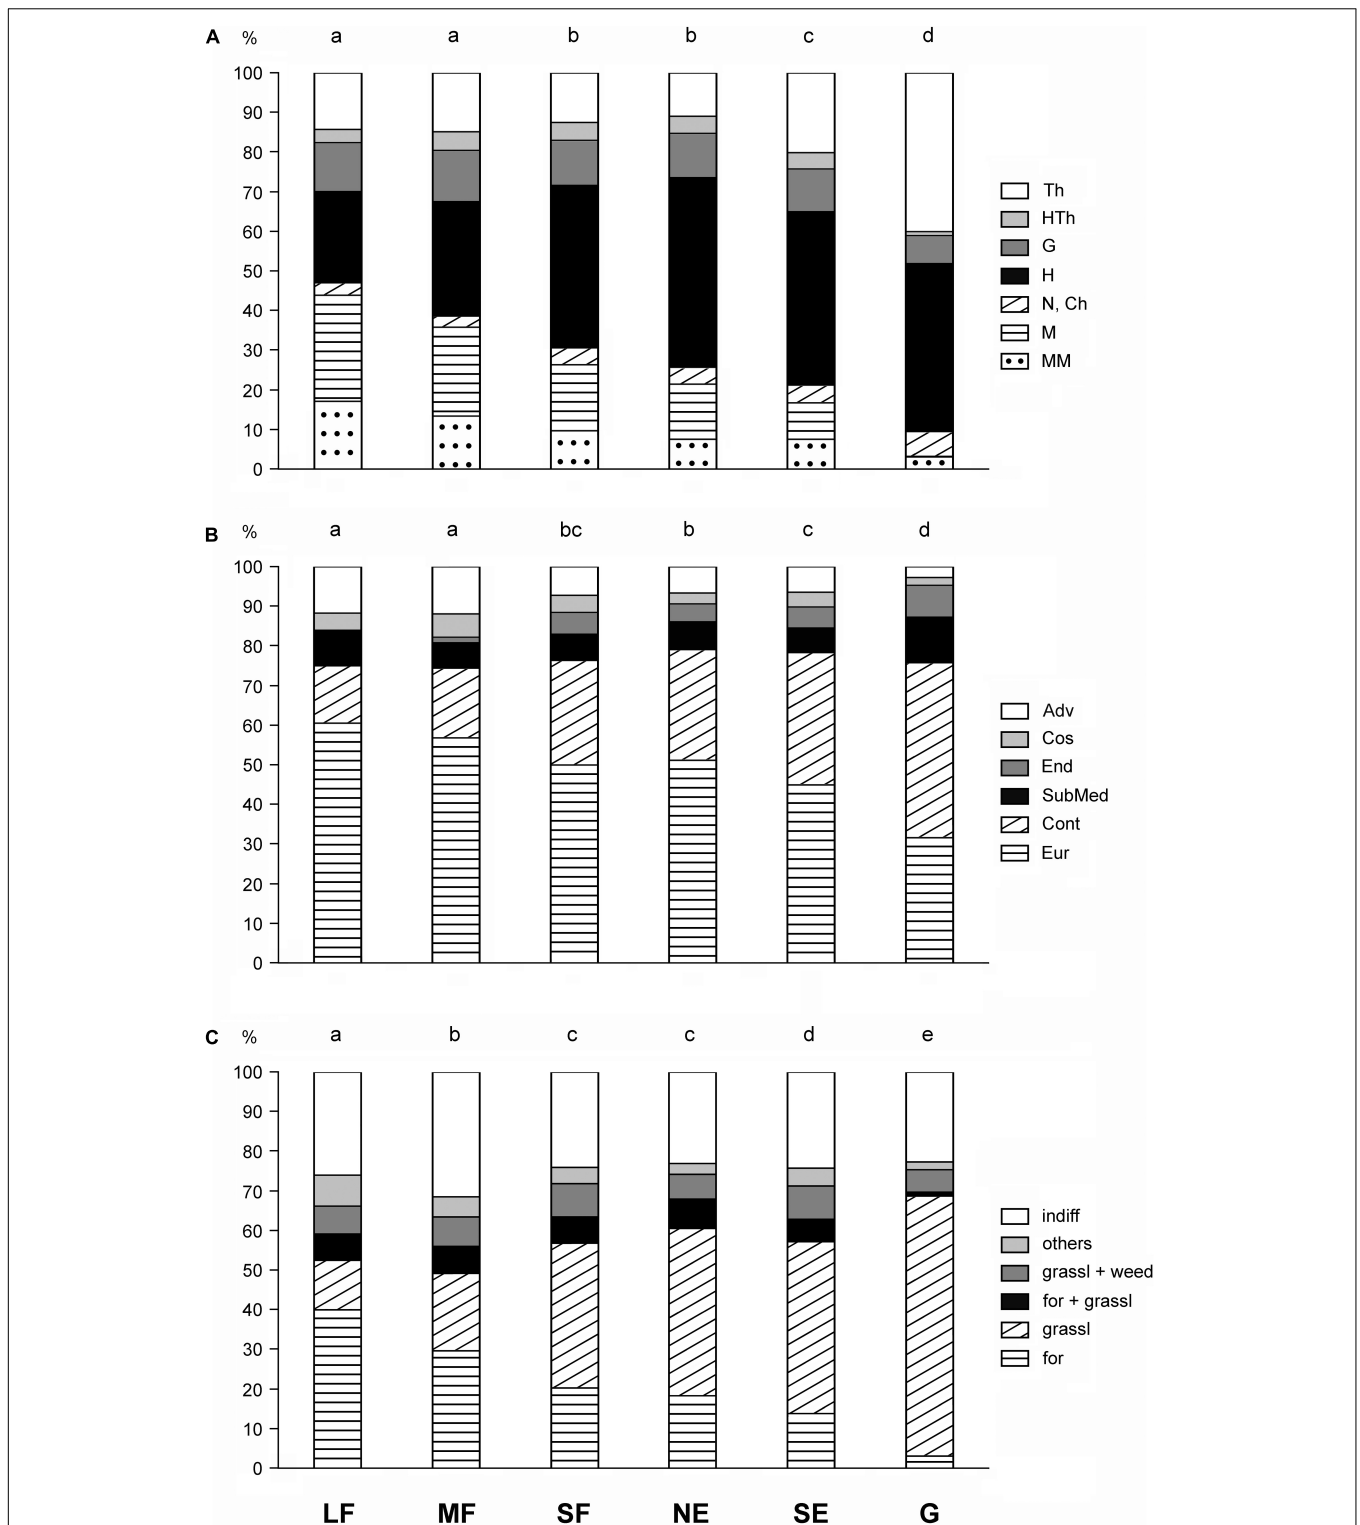 A % a a b b c d
100
90
80
70
60
50
40
30
20
10
0
Th
HTh
G
H
N, Ch
M
MM
B % a a bc b c d
100
90
80
70
60
50
40
30
20
10
0
Adv
Cos
End
SubMed
Cont
Eur
C % a b c c d e
100
90
80
70
60
50
40
30
20
10
0
indiff
others
grassl + weed
for + grassl
grassl
for
LF MF SF NE SE G